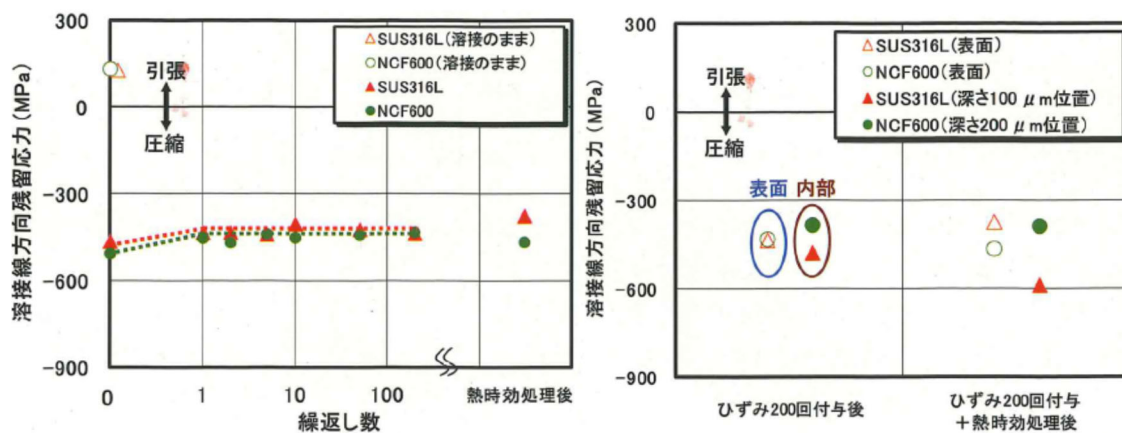 溶接線方向残留応力 (MPa)
300
0
-300
-600
-900
引張
圧縮
△ SUS316L(溶接のまま)
○ NCF600(溶接のまま)
▲ SUS316L
● NCF600
0
1
10
100
熱時効処理後
繰返し数
溶接線方向残留応力 (MPa)
300
0
-300
-600
-900
引張
圧縮
△ SUS316L(表面)
○ NCF600(表面)
▲ SUS316L(深さ100 μm位置)
● NCF600(深さ200 μm位置)
表面
内部
ひずみ200回付与後
ひずみ200回付与
+熱時効処理後